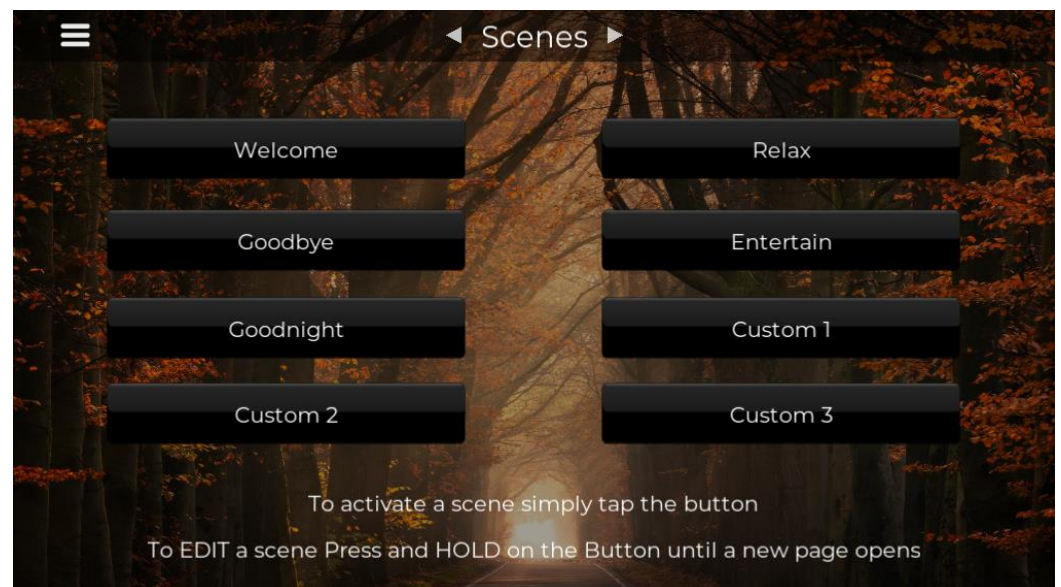 Scenes
Welcome
Relax
Goodbye
Entertain
Goodnight
Custom 1
Custom 2
Custom 3
To activate a scene simply tap the button
To EDIT a scene Press and HOLD on the Button until a new page opens